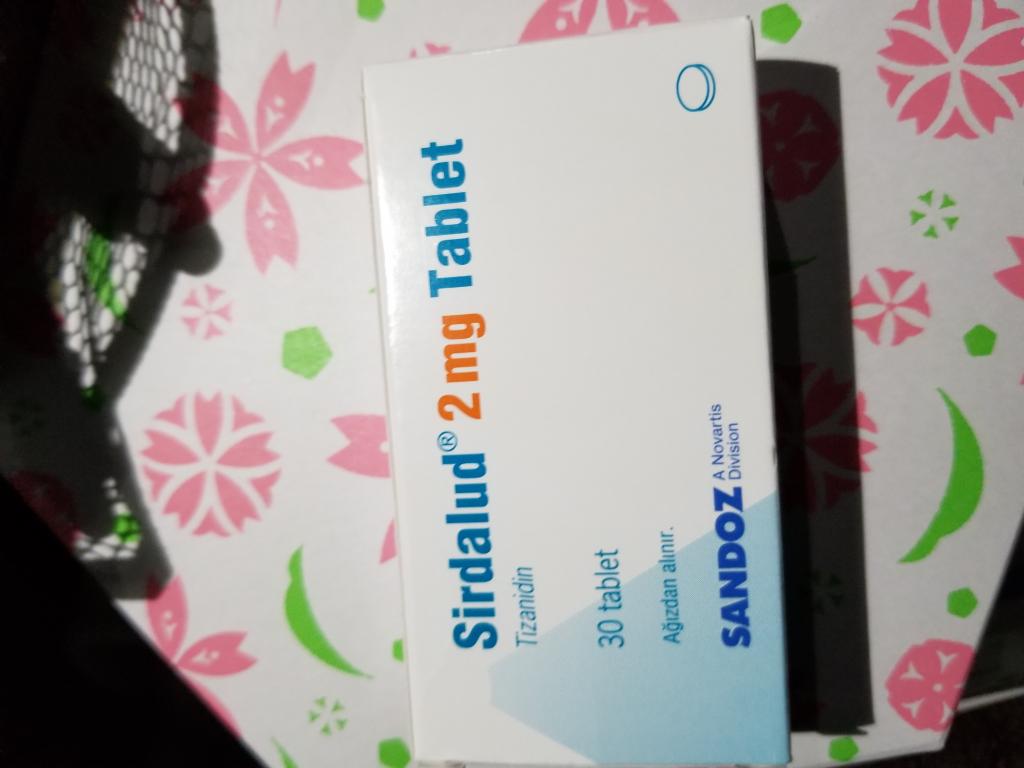 Sirdalud® 2 mg Tablet
Tizanidin
30 tablet
Ağızdan alınır.
SANDOZ A Novartis
Division